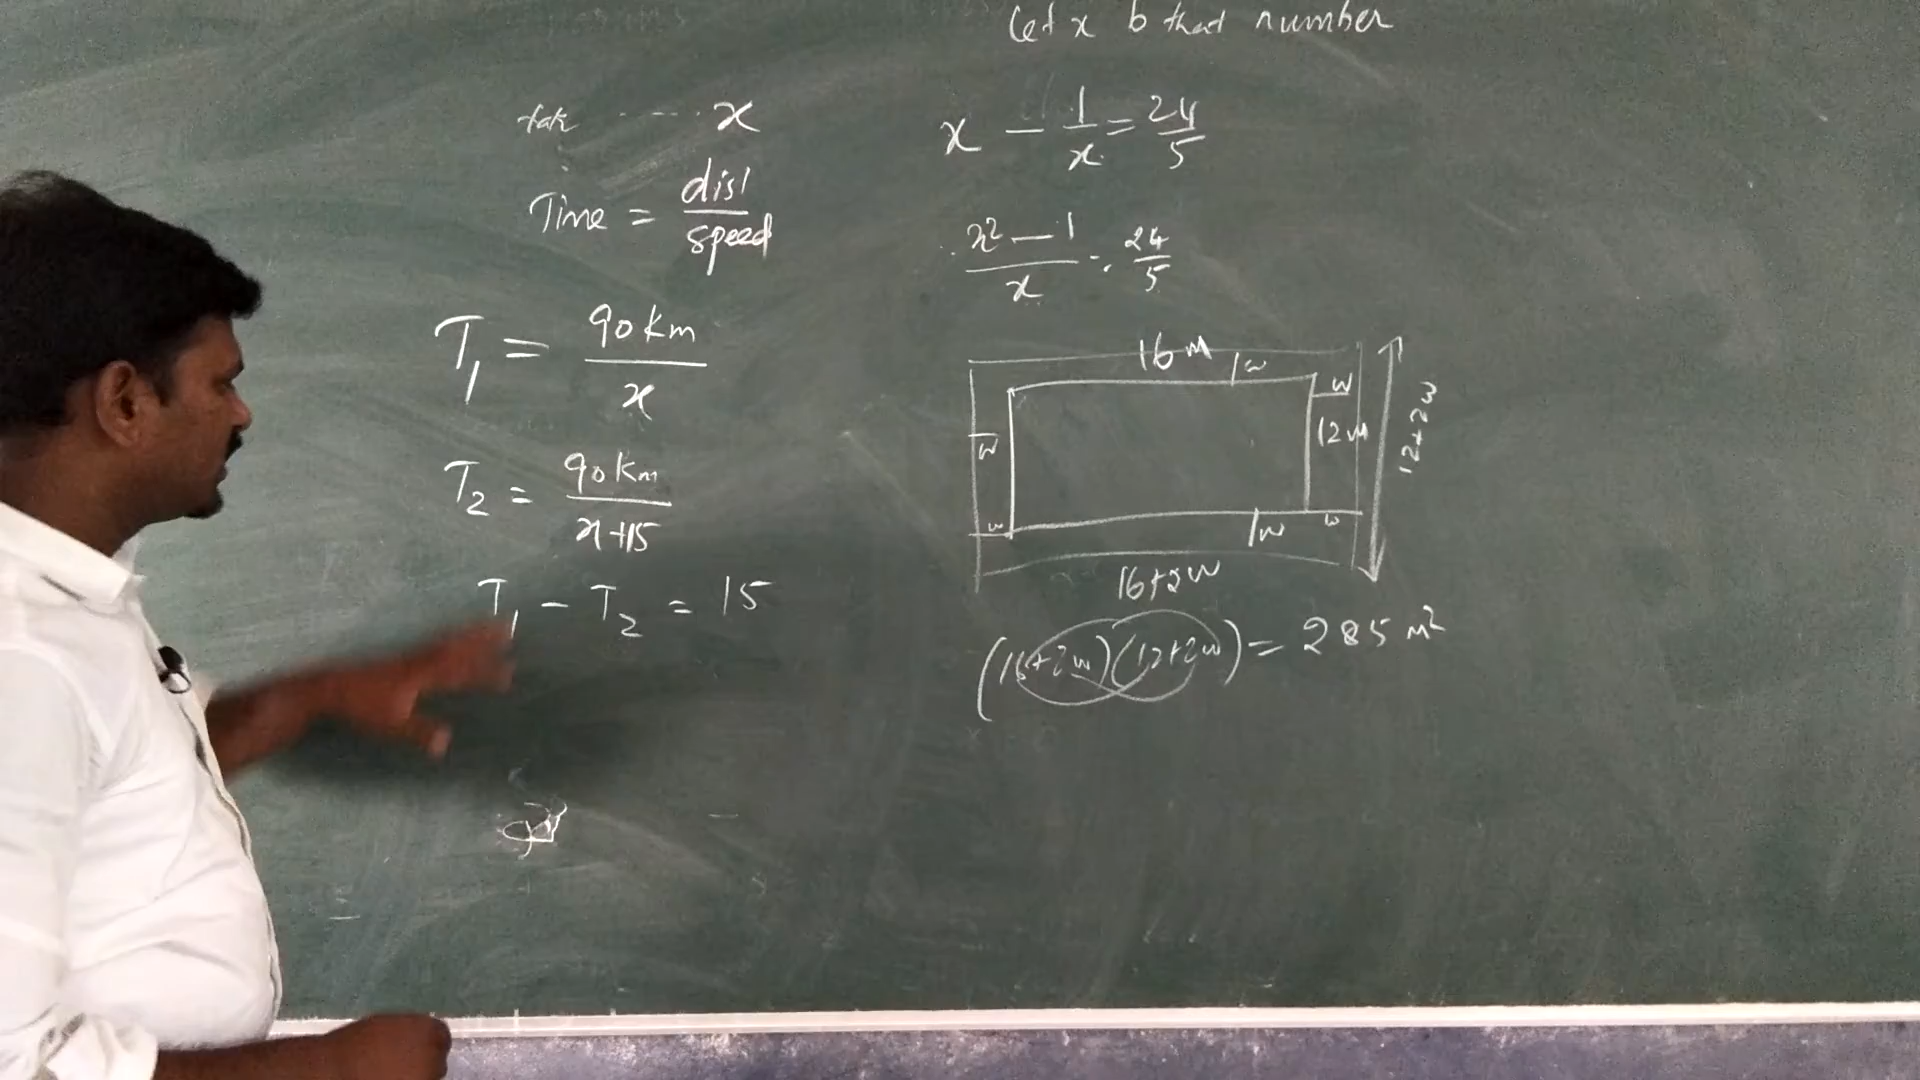 Let x b that number
tak ..... x
Time = dist/speed
T₁ = 90 km/x
T₂ = 90 km/x+15
T₁ - T₂ = 15
x - 1/x = 24/5
x² - 1/x = 24/5
16 m
w
w
w
12 m
12+2w
w
w
w
16+2w
(16+2w)(12+2w) = 285 m²